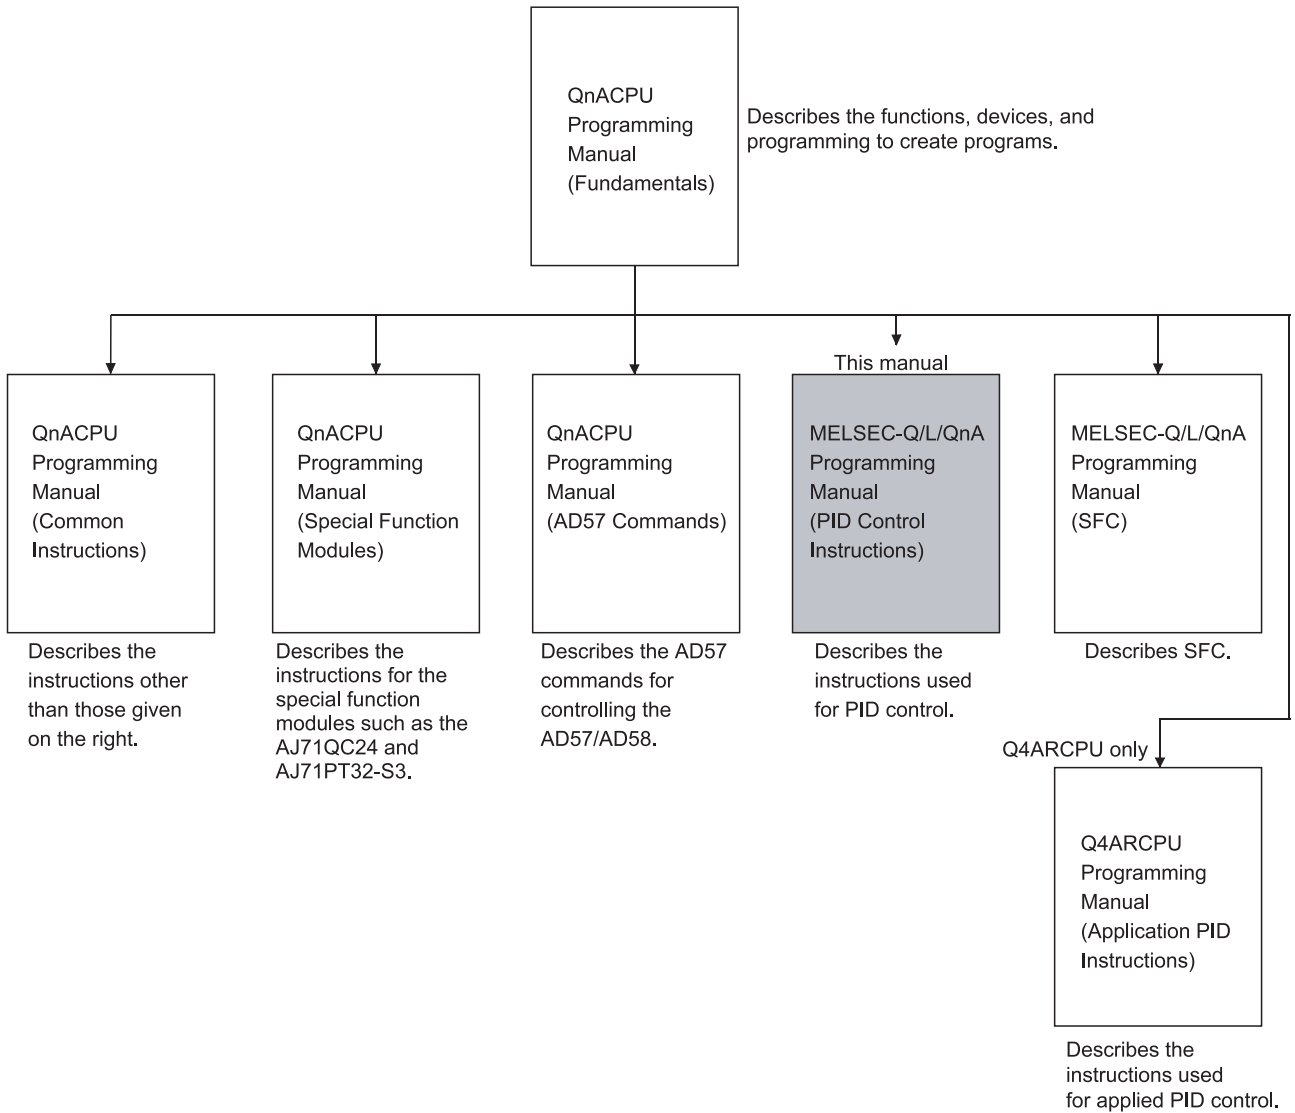 QnACPU
Programming
Manual
(Fundamentals)
Describes the functions, devices, and
programming to create programs.
This manual
QnACPU
Programming
Manual
(Common
Instructions)
QnACPU
Programming
Manual
(Special Function
Modules)
QnACPU
Programming
Manual
(AD57 Commands)
MELSEC-Q/L/QnA
Programming
Manual
(PID Control
Instructions)
MELSEC-Q/L/QnA
Programming
Manual
(SFC)
Describes the
instructions other
than those given
on the right.
Describes the
instructions for the
special function
modules such as the
AJ71QC24 and
AJ71PT32-S3.
Describes the AD57
commands for
controlling the
AD57/AD58.
Describes the
instructions used
for PID control.
Describes SFC.
Q4ARCPU only
Q4ARCPU
Programming
Manual
(Application PID
Instructions)
Describes the
instructions used
for applied PID control.